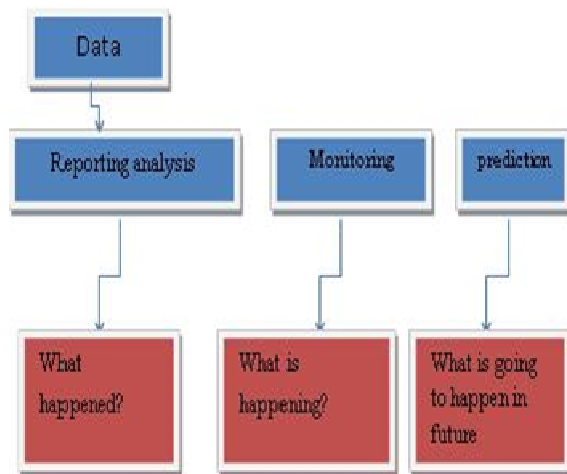 Data
Reporting analysis
Monitoring
prediction
What
happened?
What is
happening?
What is going
to happen in
future